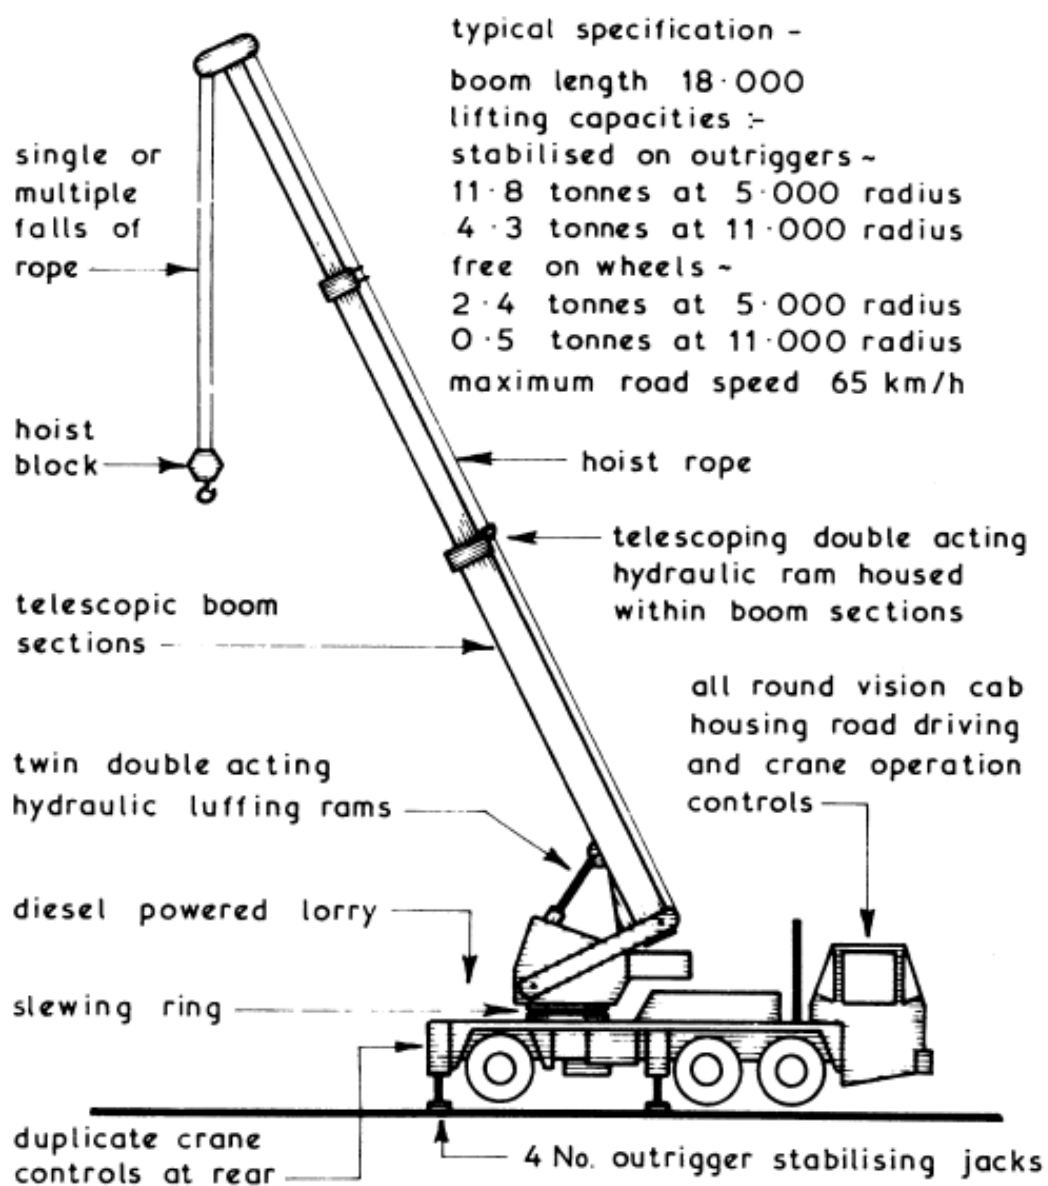 typical specification -
boom length 18·000
lifting capacities :-
stabilised on outriggers ~
11·8 tonnes at 5·000 radius
4·3 tonnes at 11·000 radius
free on wheels ~
2·4 tonnes at 5·000 radius
0·5 tonnes at 11·000 radius
maximum road speed 65 km/h
single or
multiple
falls of
rope
hoist
block
hoist rope
telescoping double acting
hydraulic ram housed
within boom sections
telescopic boom
sections
all round vision cab
housing road driving
and crane operation
controls
twin double acting
hydraulic luffing rams
diesel powered lorry
slewing ring
duplicate crane
controls at rear
4 No. outrigger stabilising jacks